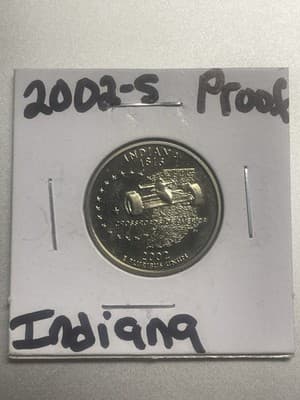 2002-S Proof
INDIANA
1816
CROSSROADS OF AMERICA
2002
E PLURIBUS UNUM
Indiana